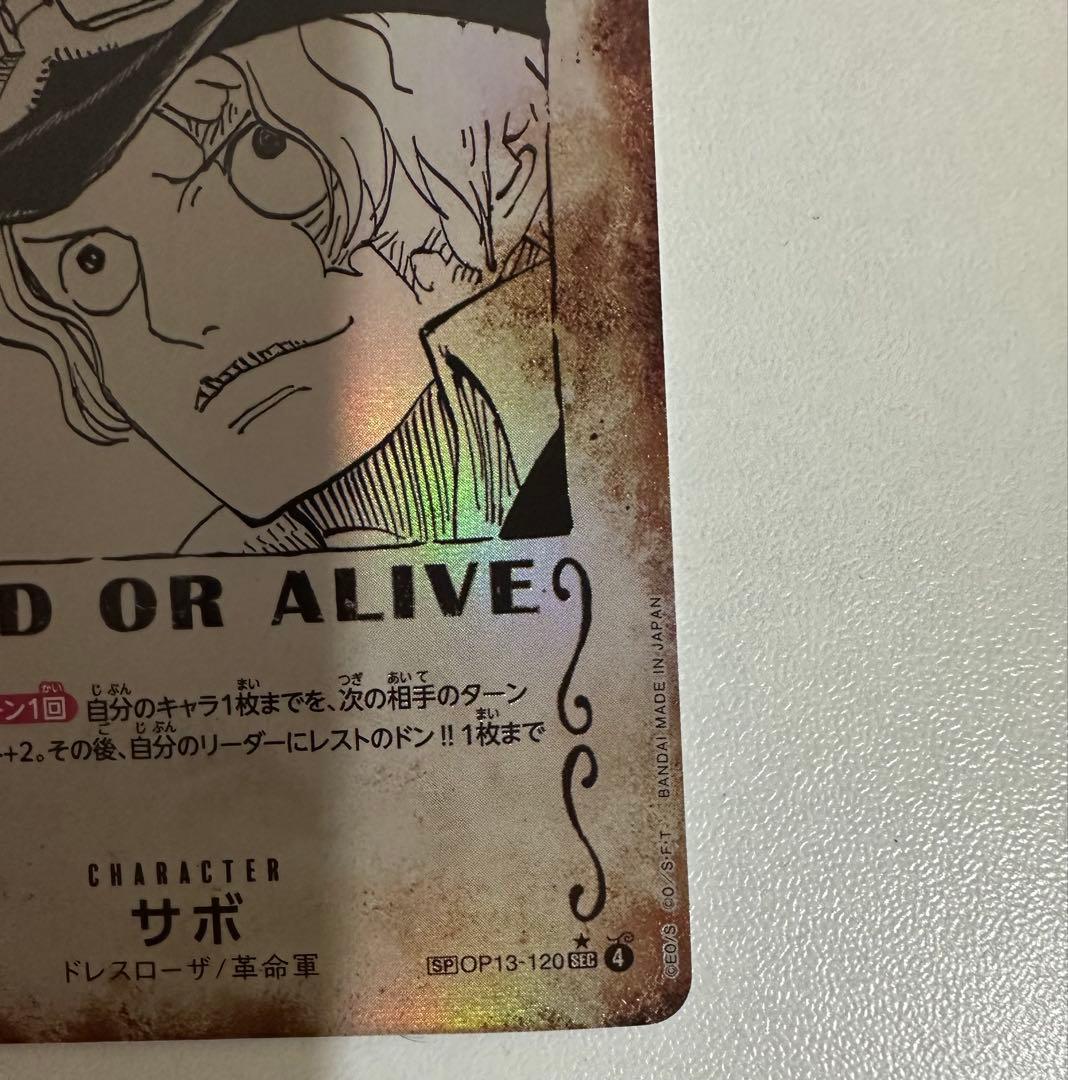 D OR ALIVE
ン1回 自分のキャラ1枚までを、次の相手のターン
+2。その後、自分のリーダーにレストのドン!!1枚まで
CHARACTER
サボ
ドレスローザ/革命軍
SP OP13-120 SEC 4
©EO/S ©O/S・F・T BANDAI MADE IN JAPAN